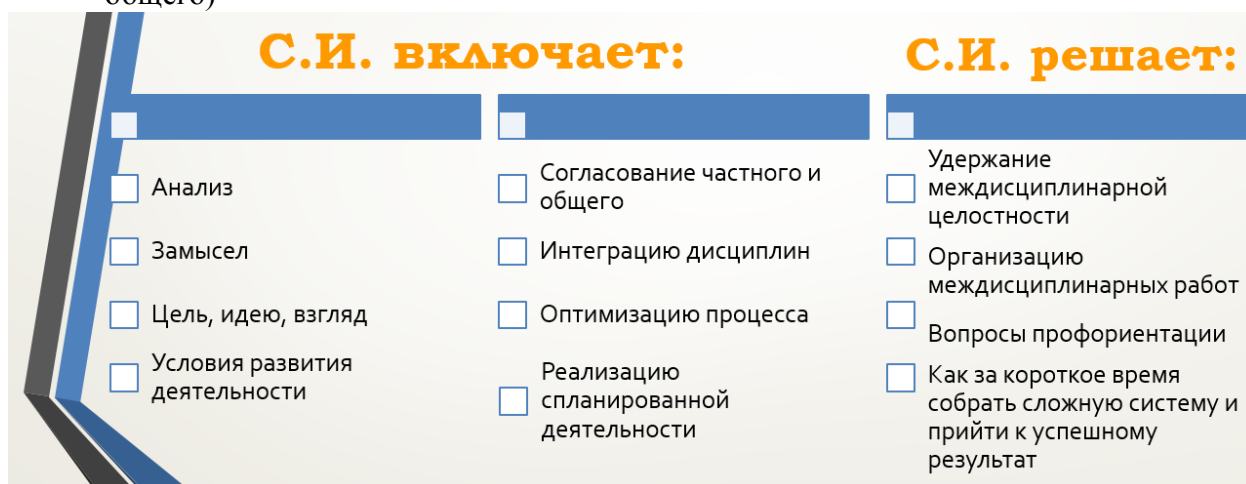 общего)
С.И. включает:
С.И. решает:
Анализ
Замысел
Цель, идею, взгляд
Условия развития
деятельности
Согласование частного и
общего
Интеграцию дисциплин
Оптимизацию процесса
Реализацию
спланированной
деятельности
Удержание
междисциплинарной
целостности
Организацию
междисциплинарных работ
Вопросы профориентации
Как за короткое время
собрать сложную систему и
прийти к успешному
результат